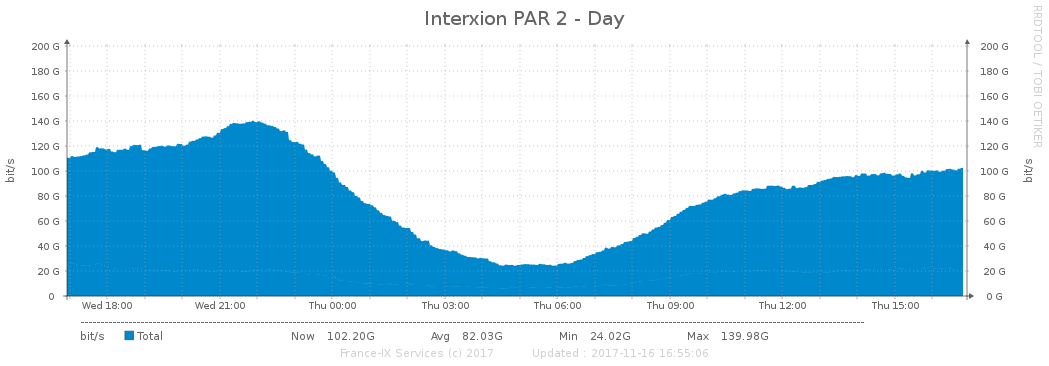 Interxion PAR 2 - Day
RRDTOOL / TOBI OETIKER
bit/s
200 G 200 G
180 G 180 G
160 G 160 G
140 G 140 G
120 G 120 G
100 G 100 G
80 G 80 G
60 G 60 G
40 G 40 G
20 G 20 G
0 0 G
bit/s
Wed 18:00 Wed 21:00 Thu 00:00 Thu 03:00 Thu 06:00 Thu 09:00 Thu 12:00 Thu 15:00
bit/s Total Now 102.20G Avg 82.03G Min 24.02G Max 139.98G
France-IX Services (c) 2017 Updated : 2017-11-16 16:55:06